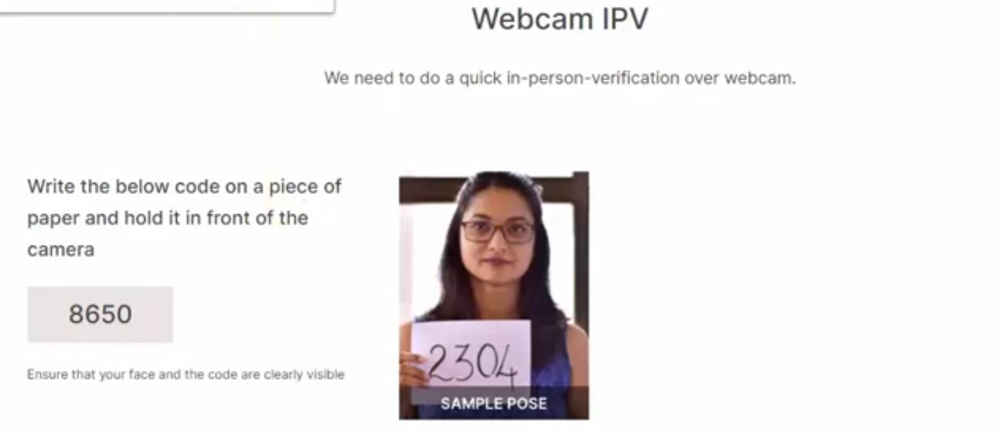 Webcam IPV
We need to do a quick in-person-verification over webcam.
Write the below code on a piece of
paper and hold it in front of the
camera
8650
Ensure that your face and the code are clearly visible
2304
SAMPLE POSE